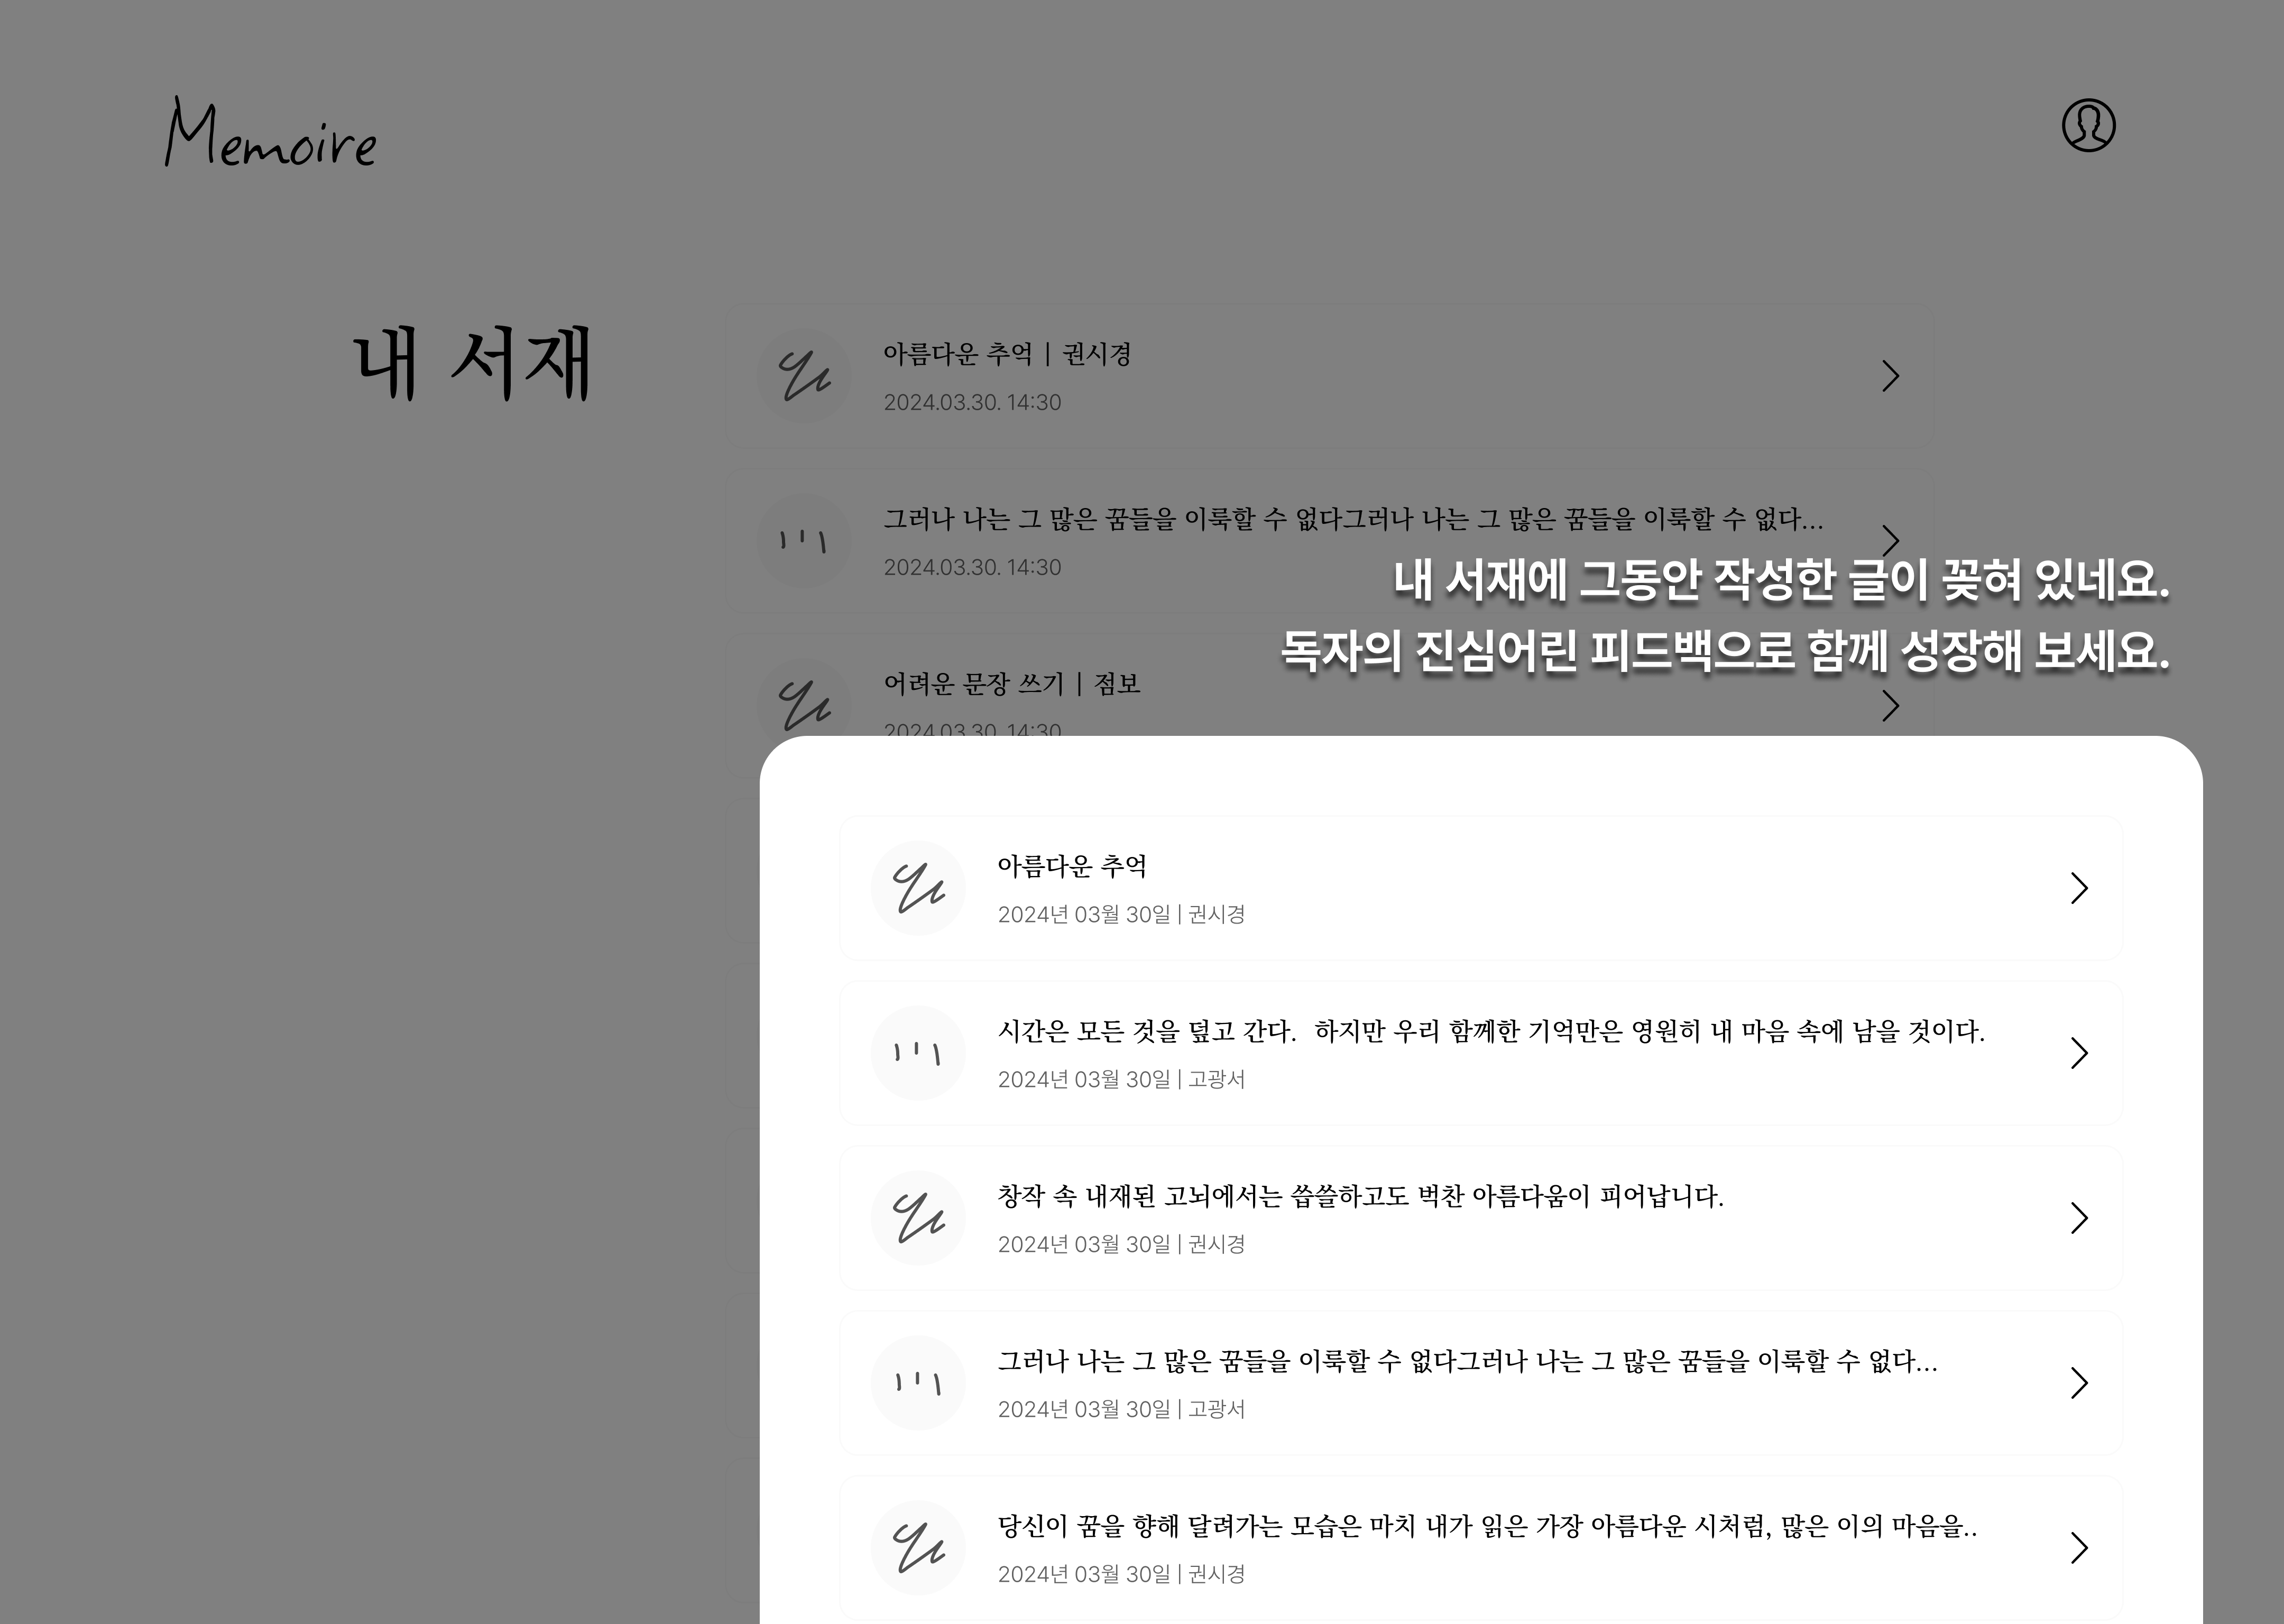 Memoire
내 서재
아름다운 추억 | 권시경
2024.03.30. 14:30
그러나 나는 그 많은 꿈들을 이룩할 수 없다그러나 나는 그 많은 꿈들을 이룩할 수 없다...
2024.03.30. 14:30
내 서재에 그동안 작성한 글이 꽂혀 있네요.
독자의 진심어린 피드백으로 함께 성장해 보세요.
어려운 문장 쓰기 | 점보
2024.03.30. 14:30
아름다운 추억
2024년 03월 30일 | 권시경
시간은 모든 것을 덮고 간다. 하지만 우리 함께한 기억만은 영원히 내 마음 속에 남을 것이다.
2024년 03월 30일 | 고광서
창작 속 내재된 고뇌에서는 씁쓸하고도 벅찬 아름다움이 피어납니다.
2024년 03월 30일 | 권시경
그러나 나는 그 많은 꿈들을 이룩할 수 없다그러나 나는 그 많은 꿈들을 이룩할 수 없다...
2024년 03월 30일 | 고광서
당신이 꿈을 향해 달려가는 모습은 마치 내가 읽은 가장 아름다운 시처럼, 많은 이의 마음을..
2024년 03월 30일 | 권시경